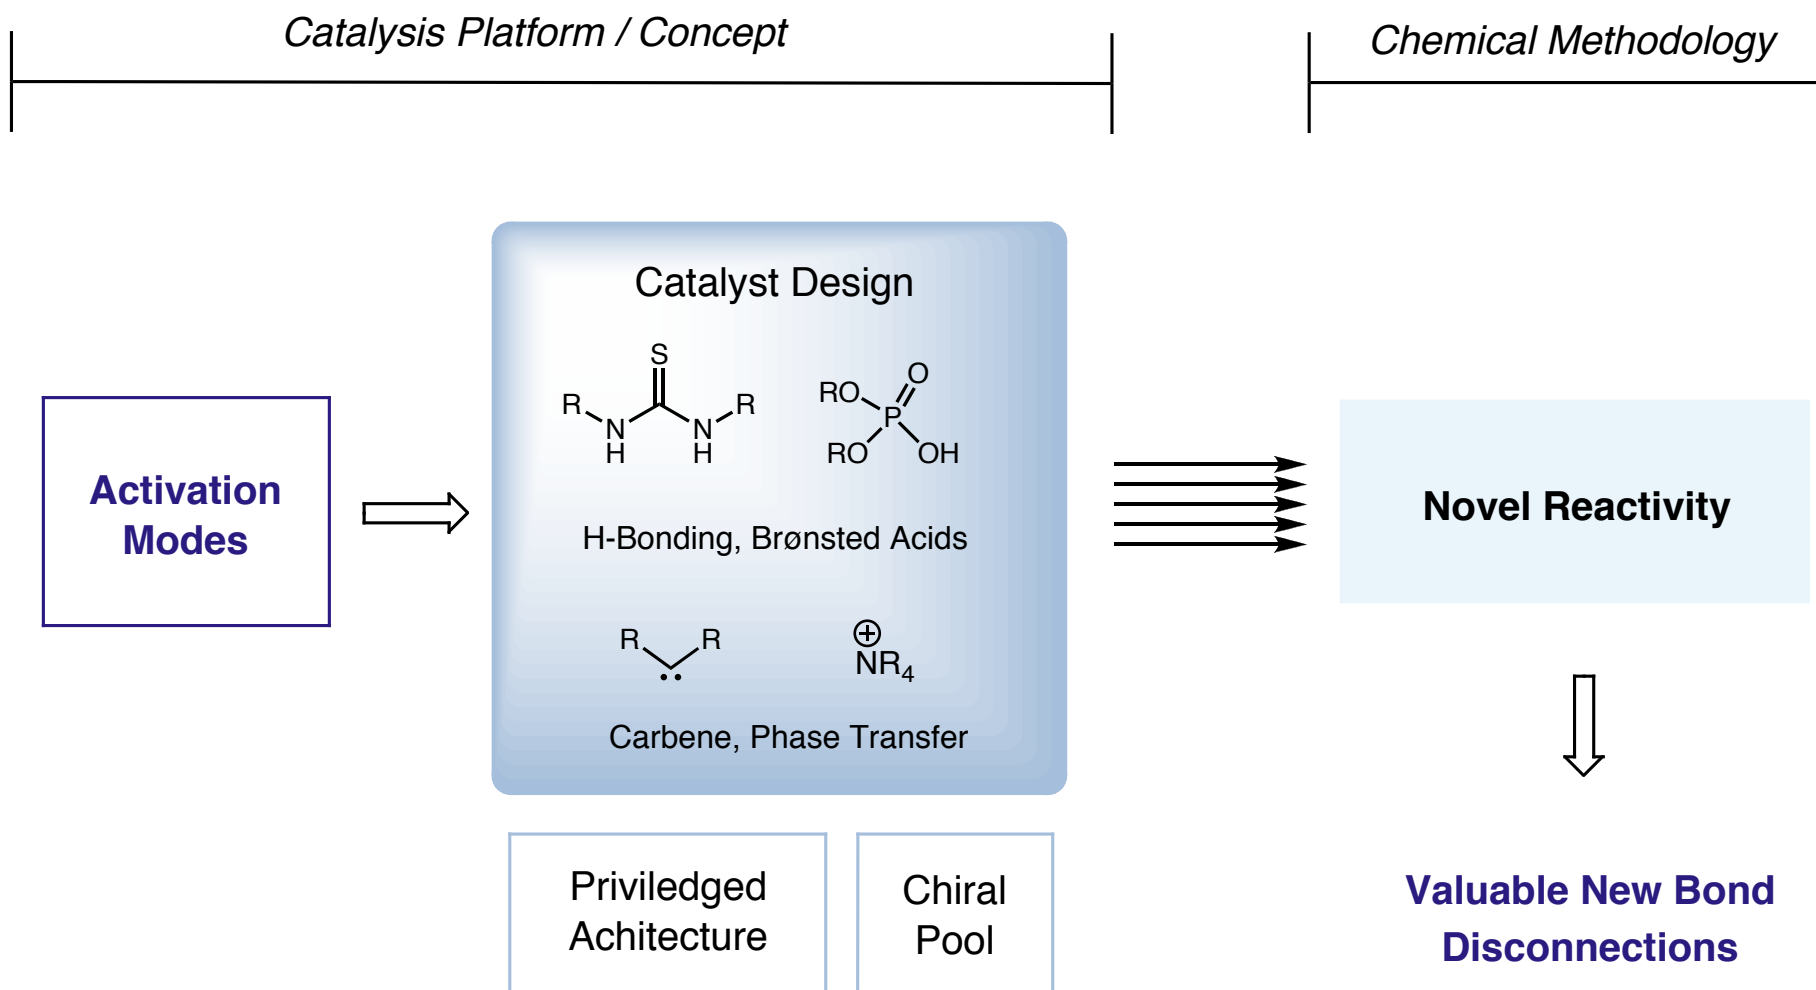 Catalysis Platform / Concept
Chemical Methodology
Catalyst Design
S
R
N
H
N
H
R
RO
O
P
RO
OH
H-Bonding, Brønsted Acids
R
R
⊕
NR4
Carbene, Phase Transfer
Activation
Modes
Novel Reactivity
Priviledged
Achitecture
Chiral
Pool
Valuable New Bond
Disconnections